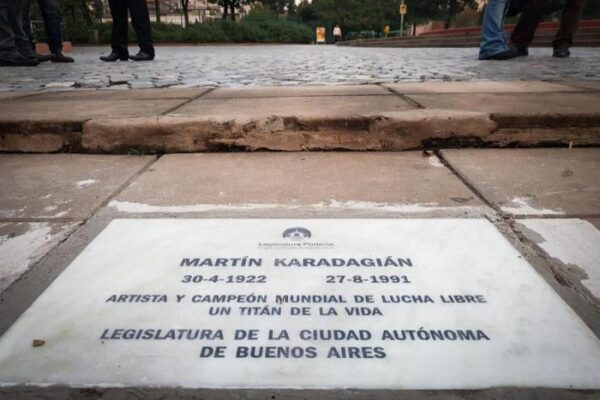 Legislatura Porteña
MARTÍN KARADAGIÁN
30-4-1922 27-8-1991
ARTISTA Y CAMPEÓN MUNDIAL DE LUCHA LIBRE
UN TITÁN DE LA VIDA
LEGISLATURA DE LA CIUDAD AUTÓNOMA
DE BUENOS AIRES